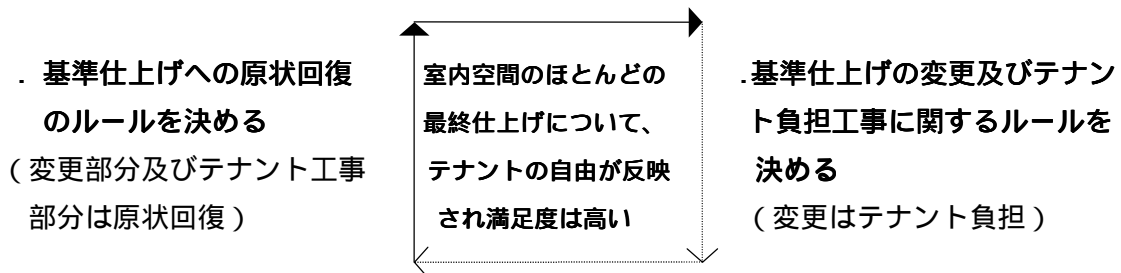 ．基準仕上げへの原状回復
のルールを決める
（変更部分及びテナント工事
部分は原状回復）
室内空間のほとんどの
最終仕上げについて、
テナントの自由が反映
され満足度は高い
．基準仕上げの変更及びテナン
ト負担工事に関するルールを
決める
（変更はテナント負担）